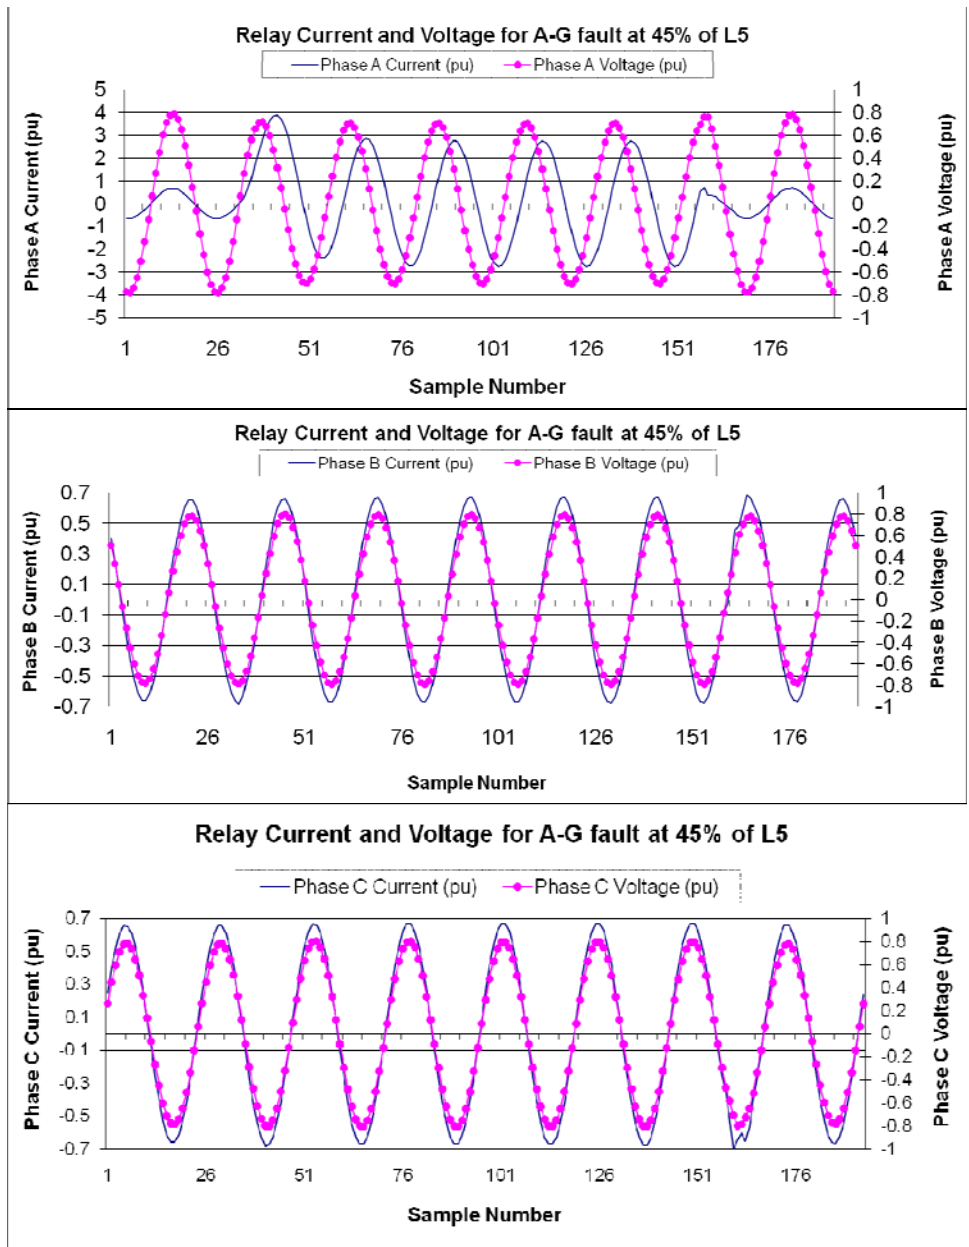 Relay Current and Voltage for A-G fault at 45% of L5
Phase A Current (pu) Phase A Voltage (pu)
5 1
4 0.8
3 0.6
2 0.4
1 0.2
0 0
-1 -0.2
-2 -0.4
-3 -0.6
-4 -0.8
-5 -1
Phase A Current (pu)
Phase A Voltage (pu)
1 26 51 76 101 126 151 176
Sample Number
Relay Current and Voltage for A-G fault at 45% of L5
Phase B Current (pu) Phase B Voltage (pu)
0.7 1
0.8
0.5 0.6
0.3 0.4
0.1 0.2
0
-0.1 -0.2
-0.3 -0.4
-0.5 -0.6
-0.8
-0.7 -1
Phase B Current (pu)
Phase B Voltage (pu)
1 26 51 76 101 126 151 176
Sample Number
Relay Current and Voltage for A-G fault at 45% of L5
Phase C Current (pu) Phase C Voltage (pu)
0.7 1
0.8
0.5 0.6
0.3 0.4
0.1 0.2
0
-0.1 -0.2
-0.3 -0.4
-0.5 -0.6
-0.8
-0.7 -1
Phase C Current (pu)
Phase C Voltage (pu)
1 26 51 76 101 126 151 176
Sample Number